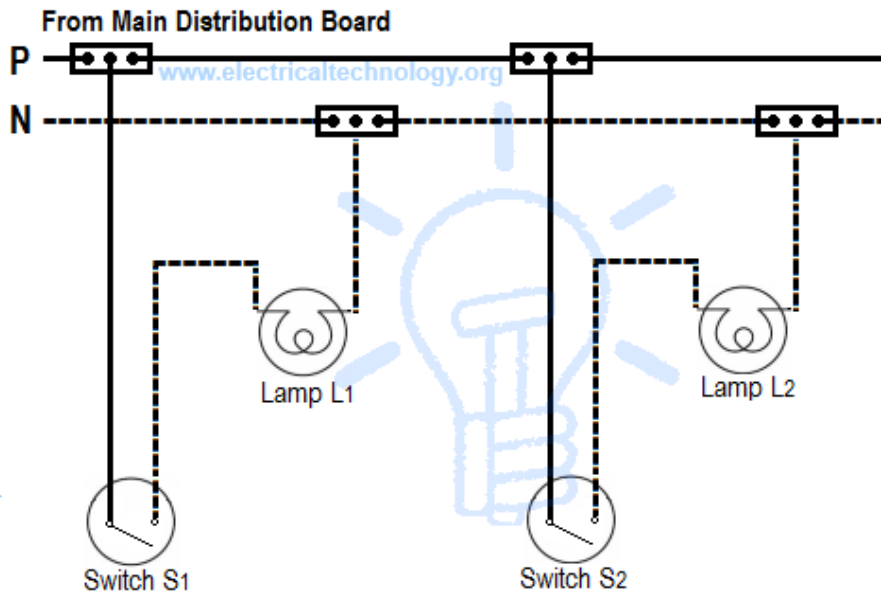 From Main Distribution Board
P
www.electricaltechnology.org
N
Lamp L1
Lamp L2
Switch S1
Switch S2